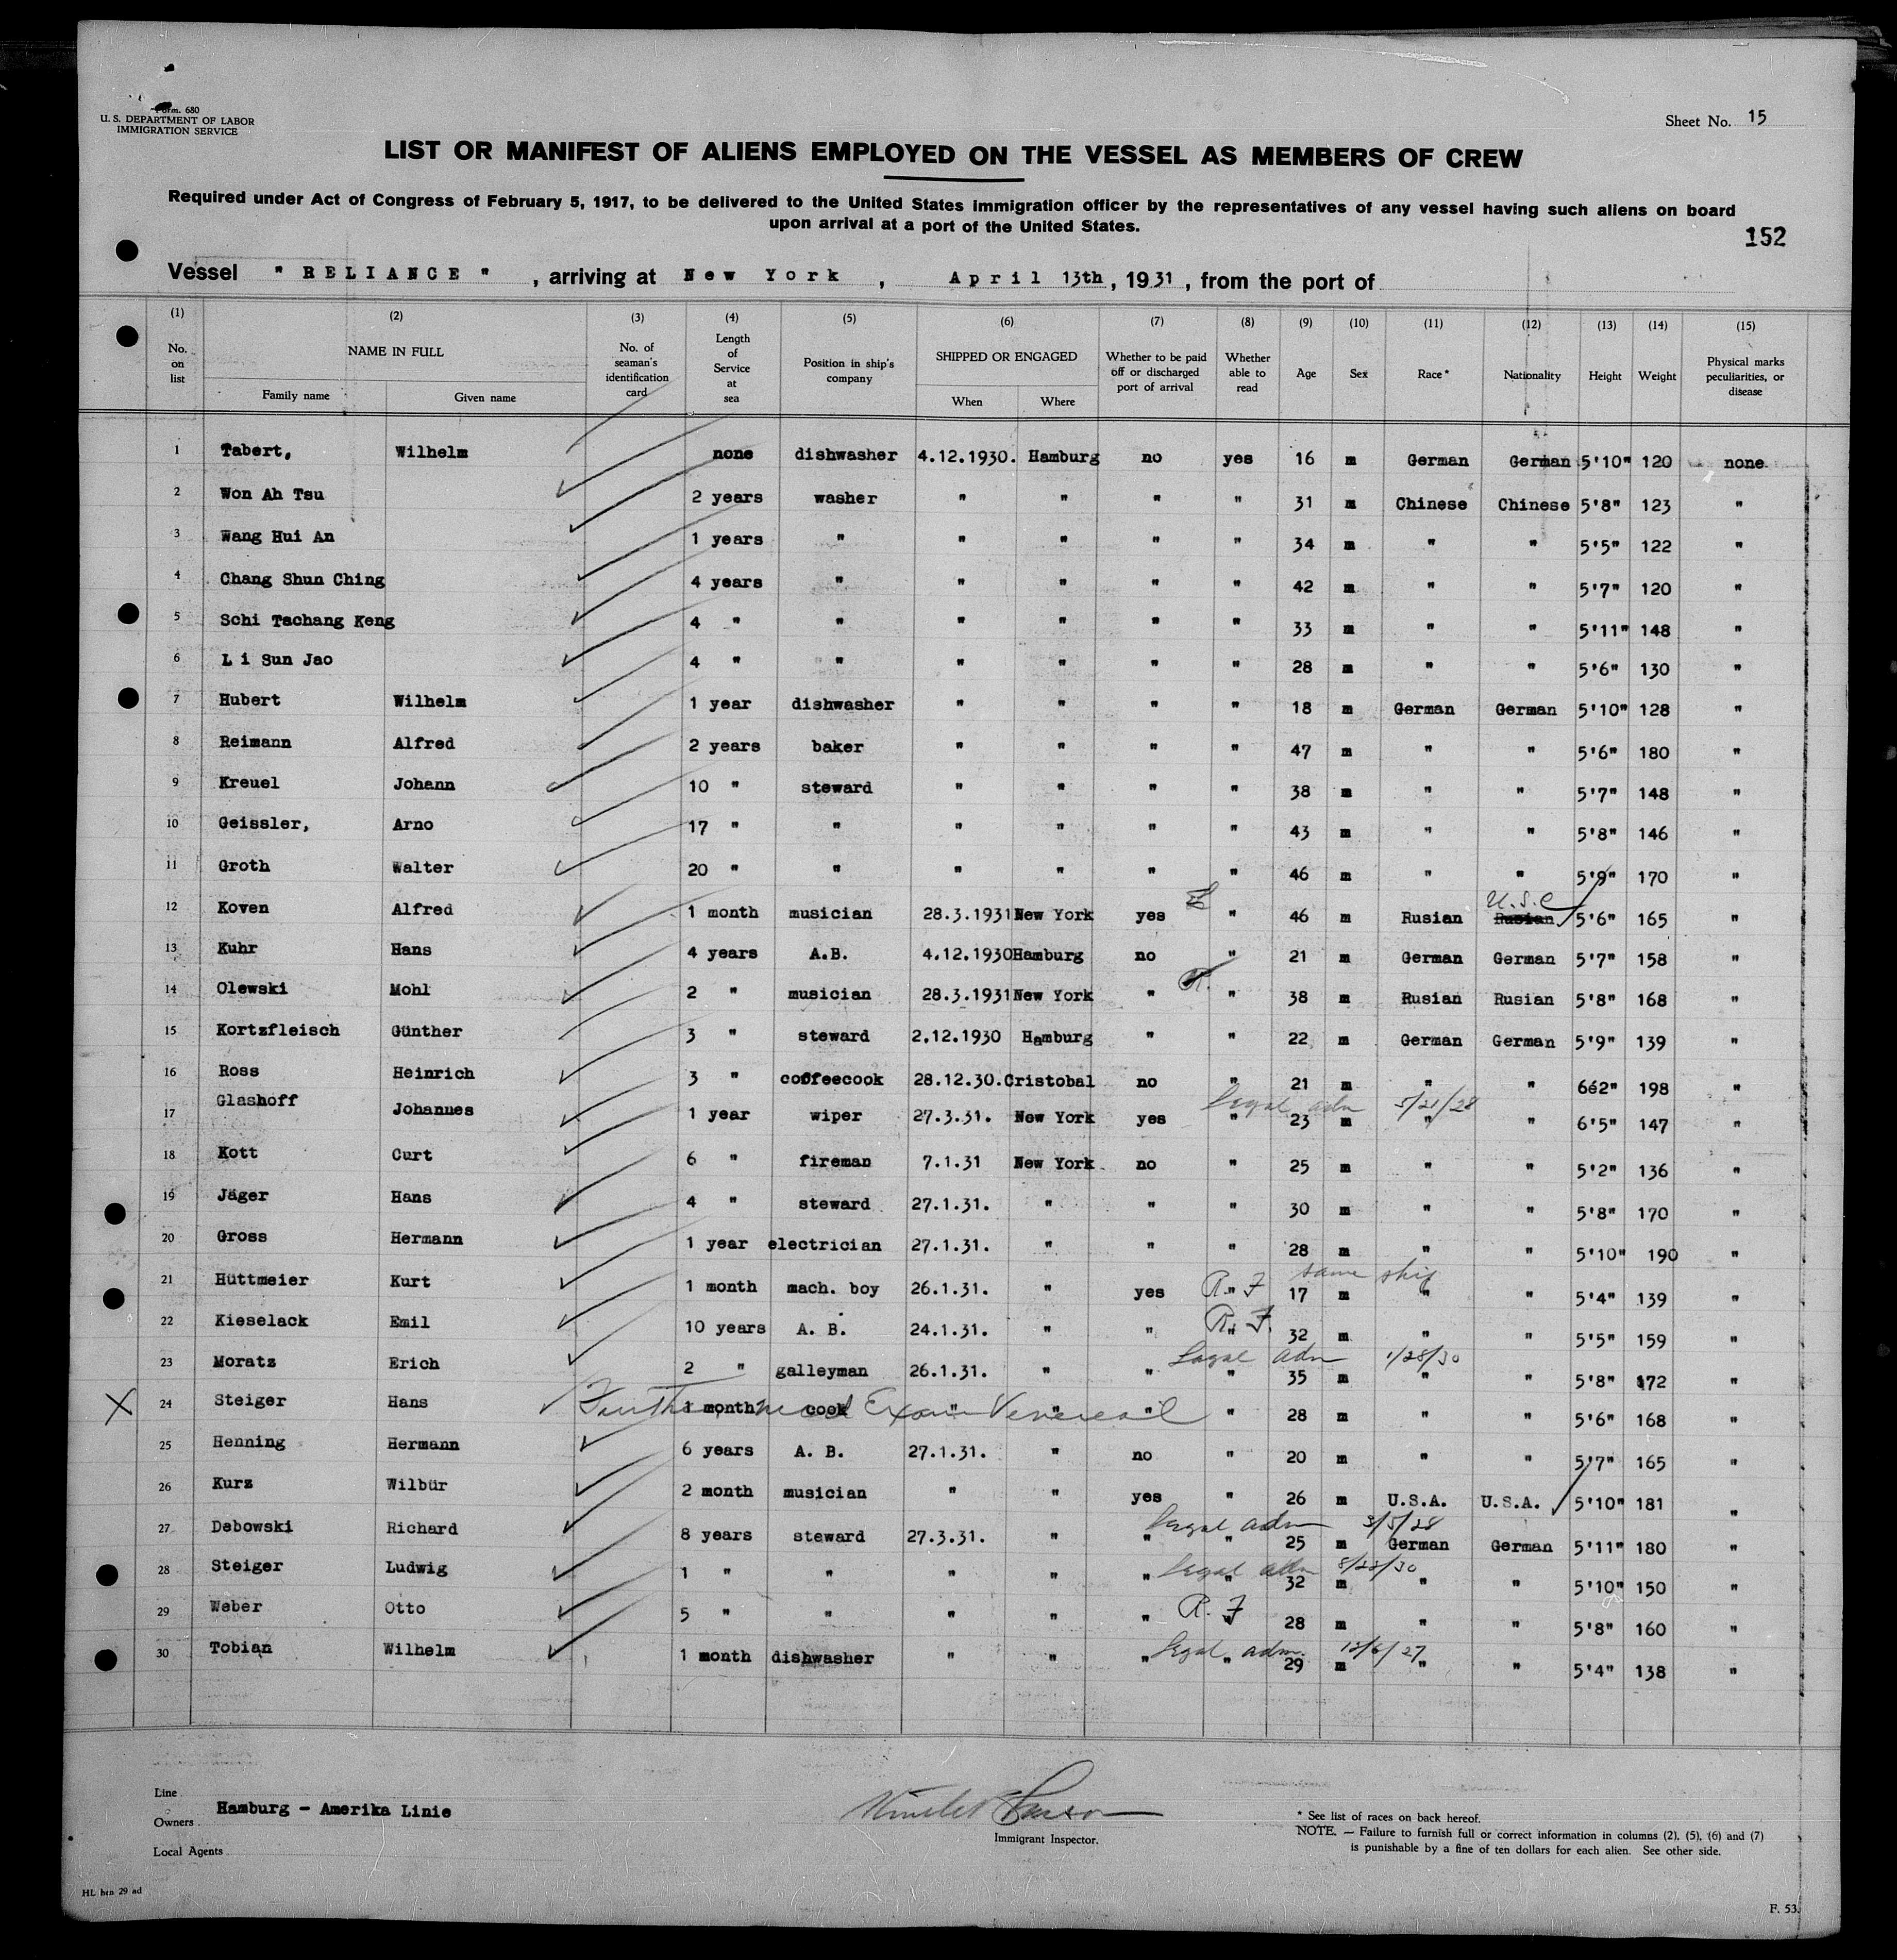 Form. 680
U. S. DEPARTMENT OF LABOR
IMMIGRATION SERVICE
Sheet No. 15
LIST OR MANIFEST OF ALIENS EMPLOYED ON THE VESSEL AS MEMBERS OF CREW
Required under Act of Congress of February 5, 1917, to be delivered to the United States immigration officer by the representatives of any vessel having such aliens on board
upon arrival at a port of the United States.
152
Vessel "RELIANCE", arriving at New York, April 13th, 1931, from the port of
(1) (2) (3) (4) (5) (6) (7) (8) (9) (10) (11) (12) (13) (14) (15)
No. on list NAME IN FULL Family name Given name No. of seaman's identification card Length of Service at sea Position in ship's company SHIPPED OR ENGAGED When Where Whether to be paid off or discharged port of arrival Whether able to read Age Sex Race* Nationality Height Weight Physical marks peculiarities, or disease
1 Tabert, Wilhelm none dishwasher 4.12.1930. Hamburg no yes 16 m German German 5'10" 120 none
2 Won Ah Tsu 2 years washer " " " " 31 m Chinese Chinese 5'8" 123 "
3 Wang Hui An 1 years " " " " " 34 m " " 5'5" 122 "
4 Chang Shun Ching 4 years " " " " " 42 m " " 5'7" 120 "
5 Schi Tschang Keng 4 " " " " " " 33 m " " 5'11" 148 "
6 L i Sun Jao 4 " " " " " " 28 m " " 5'6" 130 "
7 Hubert Wilhelm 1 year dishwasher " " " " 18 m German German 5'10" 128 "
8 Reimann Alfred 2 years baker " " " " 47 m " " 5'6" 180 "
9 Kreuel Johann 10 " steward " " " " 38 m " " 5'7" 148 "
10 Geissler, Arno 17 " " " " " " 43 m " " 5'8" 146 "
11 Groth Walter 20 " " " " " " 46 m " " 5'9" 170 "
12 Koven Alfred 1 month musician 28.3.1931 New York yes " 46 m Rusian Rusian U.S.C 5'6" 165 "
13 Kuhr Hans 4 years A.B. 4.12.1930 Hamburg no " 21 m German German 5'7" 158 "
14 Olewski Mohl 2 " musician 28.3.1931 New York " " 38 m Rusian Rusian 5'8" 168 "
15 Kortzfleisch Günther 3 " steward 2.12.1930 Hamburg " " 22 m German German 5'9" 139 "
16 Ross Heinrich 3 " coffeecook 28.12.30. Cristobal no " 21 m " " 662" 198 "
legal adm 5/21/28
17 Glashoff Johannes 1 year wiper 27.3.31. New York yes " 23 m " " 6'5" 147 "
18 Kott Curt 6 " fireman 7.1.31 New York no " 25 m " " 5'2" 136 "
19 Jäger Hans 4 " steward 27.1.31. " " " 30 m " " 5'8" 170 "
20 Gross Hermann 1 year electrician 27.1.31. " " " 28 m " " 5'10" 190 "
same ship
21 Hüttmeier Kurt 1 month mach. boy 26.1.31. " yes R.F " 17 m " " 5'4" 139 "
22 Kieselack Emil 10 years A. B. 24.1.31. " " R.F. " 32 m " " 5'5" 159 "
Legal adm 1/28/30
23 Moratz Erich 2 " galleyman 26.1.31. " " " 35 m " " 5'8" 172 "
X 24 Steiger Hans 1 month cook " " " " 28 m " " 5'6" 168 "
Further med Exam Venereal
25 Henning Hermann 6 years A. B. 27.1.31. " no " 20 m " " 5'7" 165 "
26 Kurz Wilbür 2 month musician " " yes " 26 m U.S.A. U.S.A. 5'10" 181 "
legal adm 3/5/28
27 Debowski Richard 8 years steward 27.3.31. " " " 25 m German German 5'11" 180 "
legal adm 8/23/30
28 Steiger Ludwig 1 " " " " " " 32 m " " 5'10" 150 "
29 Weber Otto 5 " " " " " R.F " 28 m " " 5'8" 160 "
legal adm. 12/6/27
30 Tobian Wilhelm 1 month dishwasher " " " " 29 m " " 5'4" 138 "
Line
Owners Hamburg - Amerika Linie
Local Agents
Immigrant Inspector.
* See list of races on back hereof.
NOTE. — Failure to furnish full or correct information in columns (2), (5), (6) and (7)
is punishable by a fine of ten dollars for each alien. See other side.
HL hen 29 ad
F. 53.